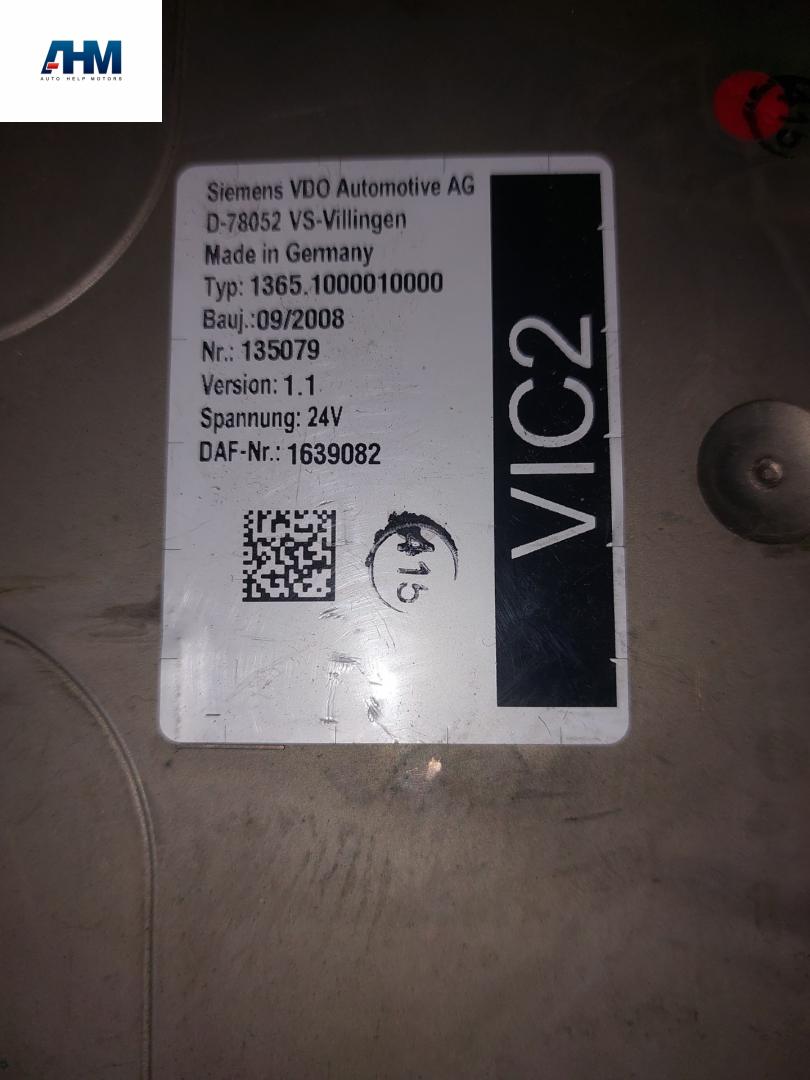 AHM
AUTO HELP MOTORS
Siemens VDO Automotive AG
D-78052 VS-Villingen
Made in Germany
Typ: 1365.1000010000
Bauj.:09/2008
Nr.: 135079
Version: 1.1
Spannung: 24V
DAF-Nr.: 1639082
VIC2